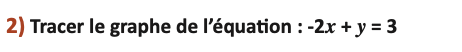 2) Tracer le graphe de l’équation : -2x + y = 3